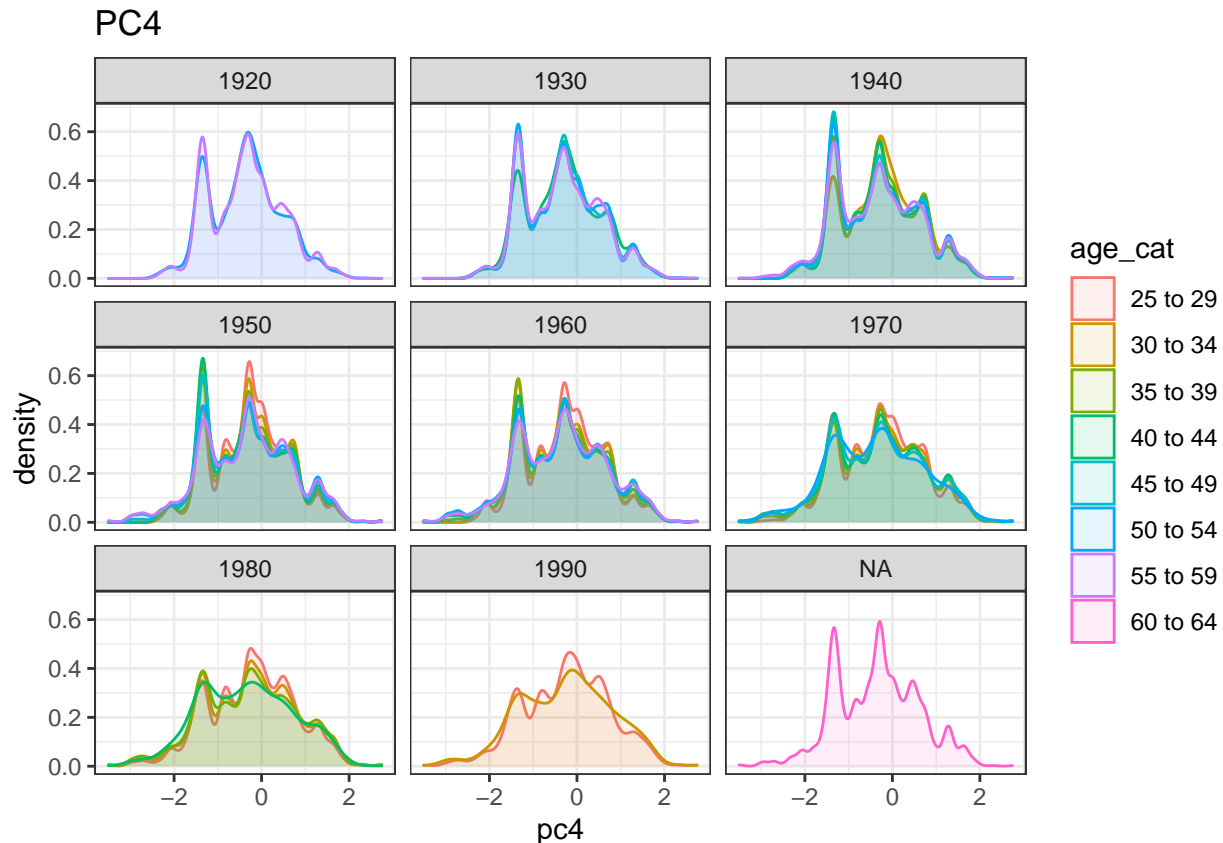 PC4
1920
1930
1940
0.6
0.4
0.2
0.0
1950
1960
1970
0.6
0.4
0.2
0.0
1980
1990
NA
0.6
0.4
0.2
0.0
−2
0
2
−2
0
2
−2
0
2
pc4
density
age_cat
25 to 29
30 to 34
35 to 39
40 to 44
45 to 49
50 to 54
55 to 59
60 to 64